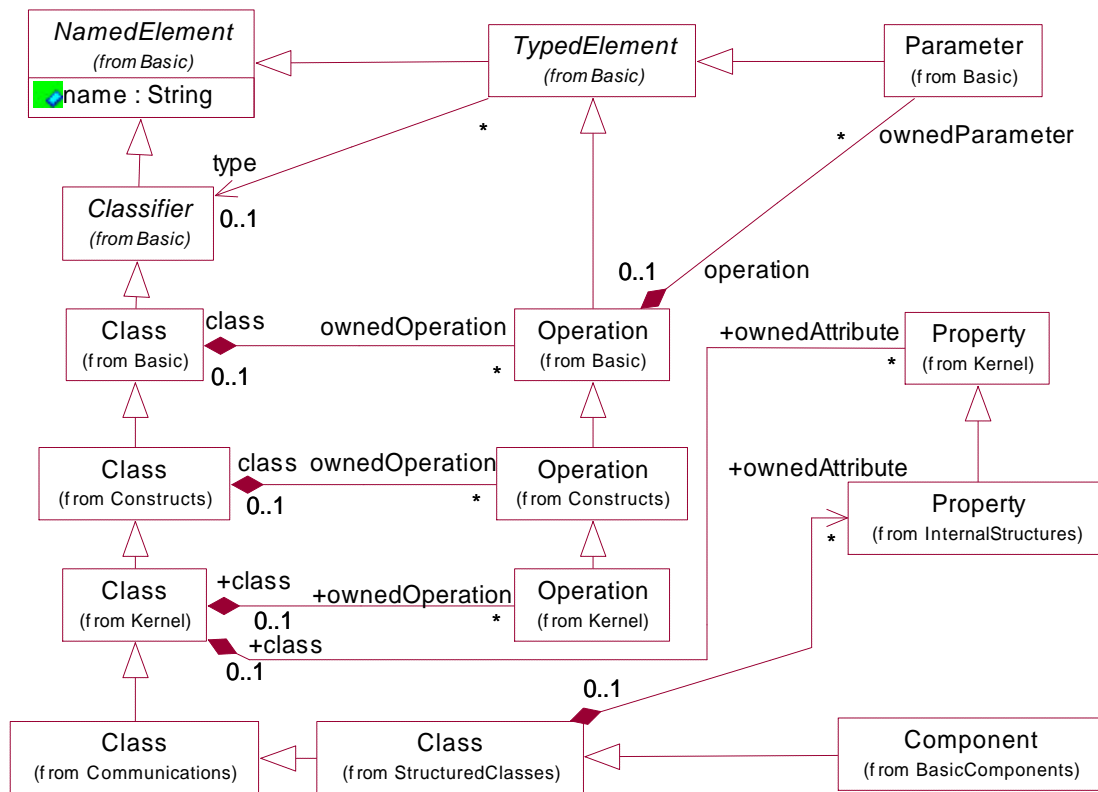 NamedElement
(from Basic)
name : String
TypedElement
(from Basic)
Parameter
(from Basic)
*
*
ownedParameter
type
0..1
Classifier
(from Basic)
0..1
operation
Class
(from Basic)
class
0..1
ownedOperation
*
Operation
(from Basic)
+ownedAttribute
*
Property
(from Kernel)
Class
(from Constructs)
class
0..1
ownedOperation
*
Operation
(from Constructs)
+ownedAttribute
*
Property
(from InternalStructures)
Class
(from Kernel)
+class
0..1
+ownedOperation
*
Operation
(from Kernel)
+class
0..1
0..1
Class
(from Communications)
Class
(from StructuredClasses)
Component
(from BasicComponents)